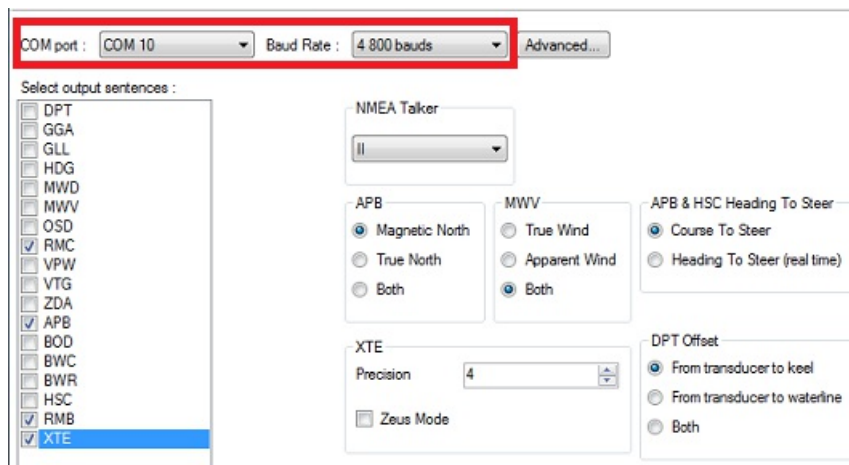 COM port : COM 10 Baud Rate : 4 800 bauds Advanced...
Select output sentences :
DPT
GGA
GLL
HDG
MWD
MWV
OSD
RMC
VPW
VTG
ZDA
APB
BOD
BWC
BWR
HSC
RMB
XTE
NMEA Talker
II
APB
Magnetic North
True North
Both
MWV
True Wind
Apparent Wind
Both
APB & HSC Heading To Steer
Course To Steer
Heading To Steer (real time)
XTE
Precision 4
Zeus Mode
DPT Offset
From transducer to keel
From transducer to waterline
Both